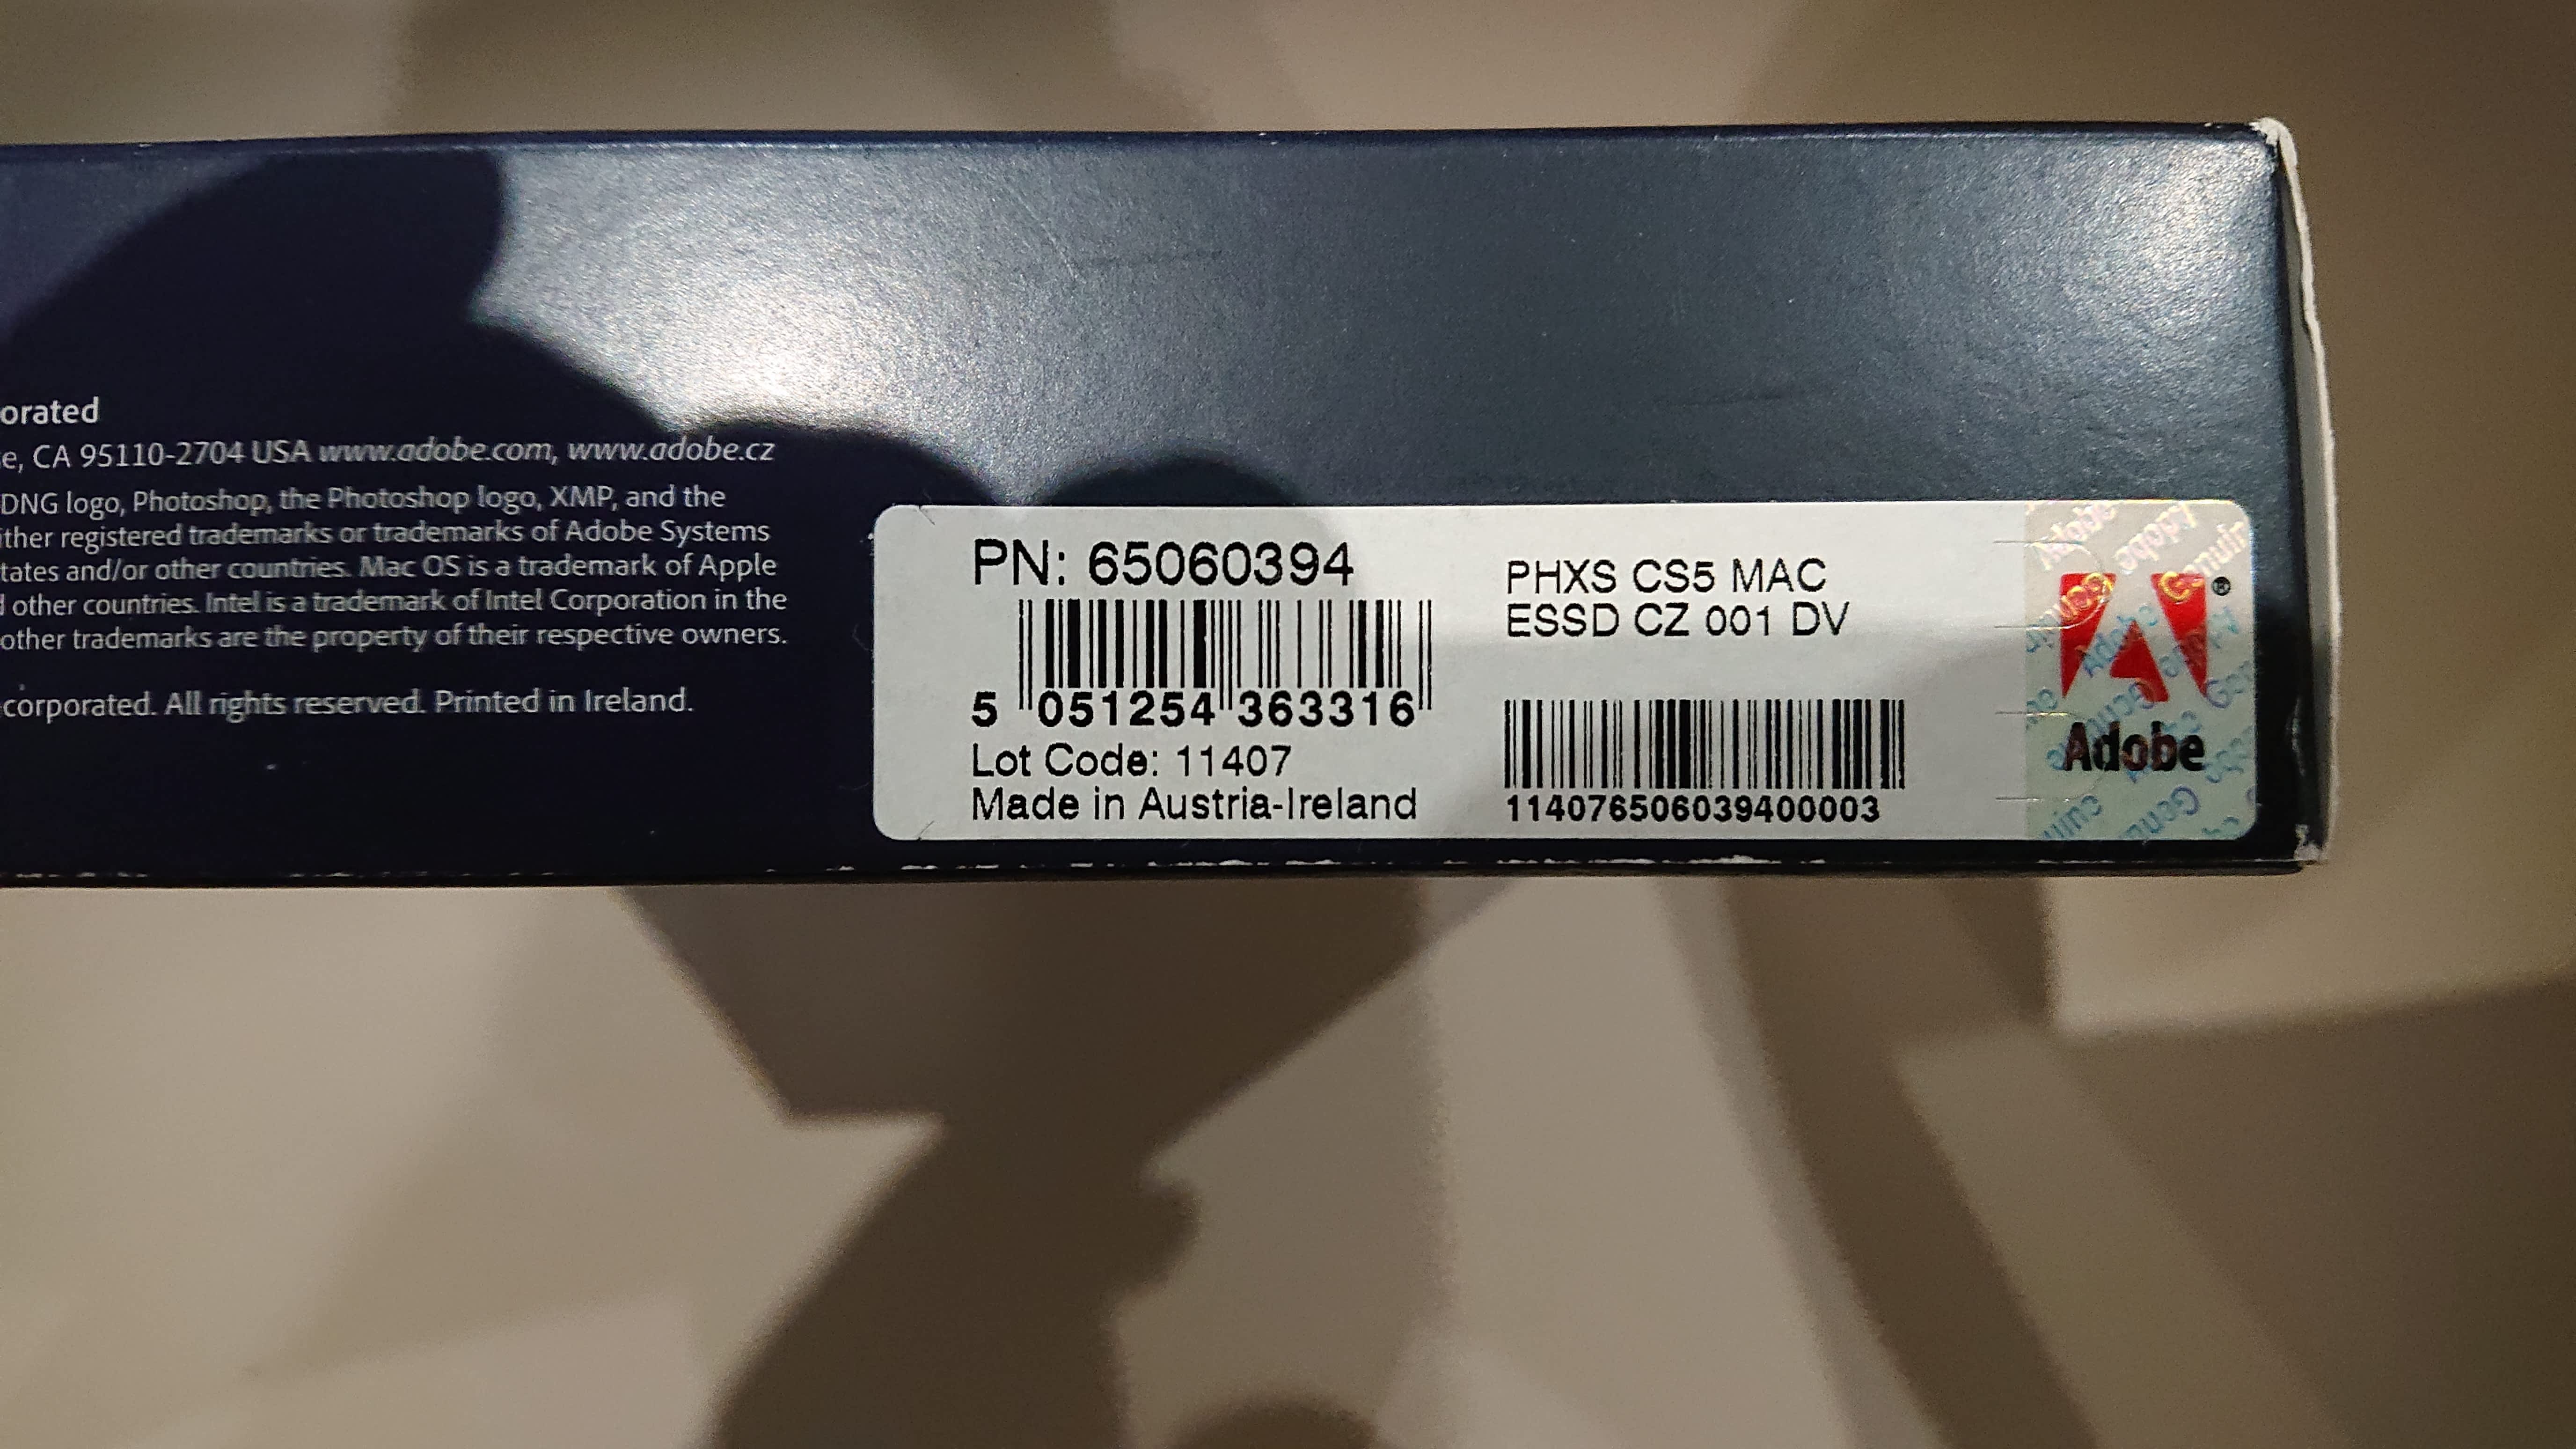 orated
e, CA 95110-2704 USA www.adobe.com, www.adobe.cz
DNG logo, Photoshop, the Photoshop logo, XMP, and the
ither registered trademarks or trademarks of Adobe Systems
tates and/or other countries. Mac OS is a trademark of Apple
d other countries. Intel is a trademark of Intel Corporation in the
other trademarks are the property of their respective owners.
corporated. All rights reserved. Printed in Ireland.
PN: 65060394
5 051254 363316
Lot Code: 11407
Made in Austria-Ireland
PHXS CS5 MAC
ESSD CZ 001 DV
114076506039400003
®
Adobe